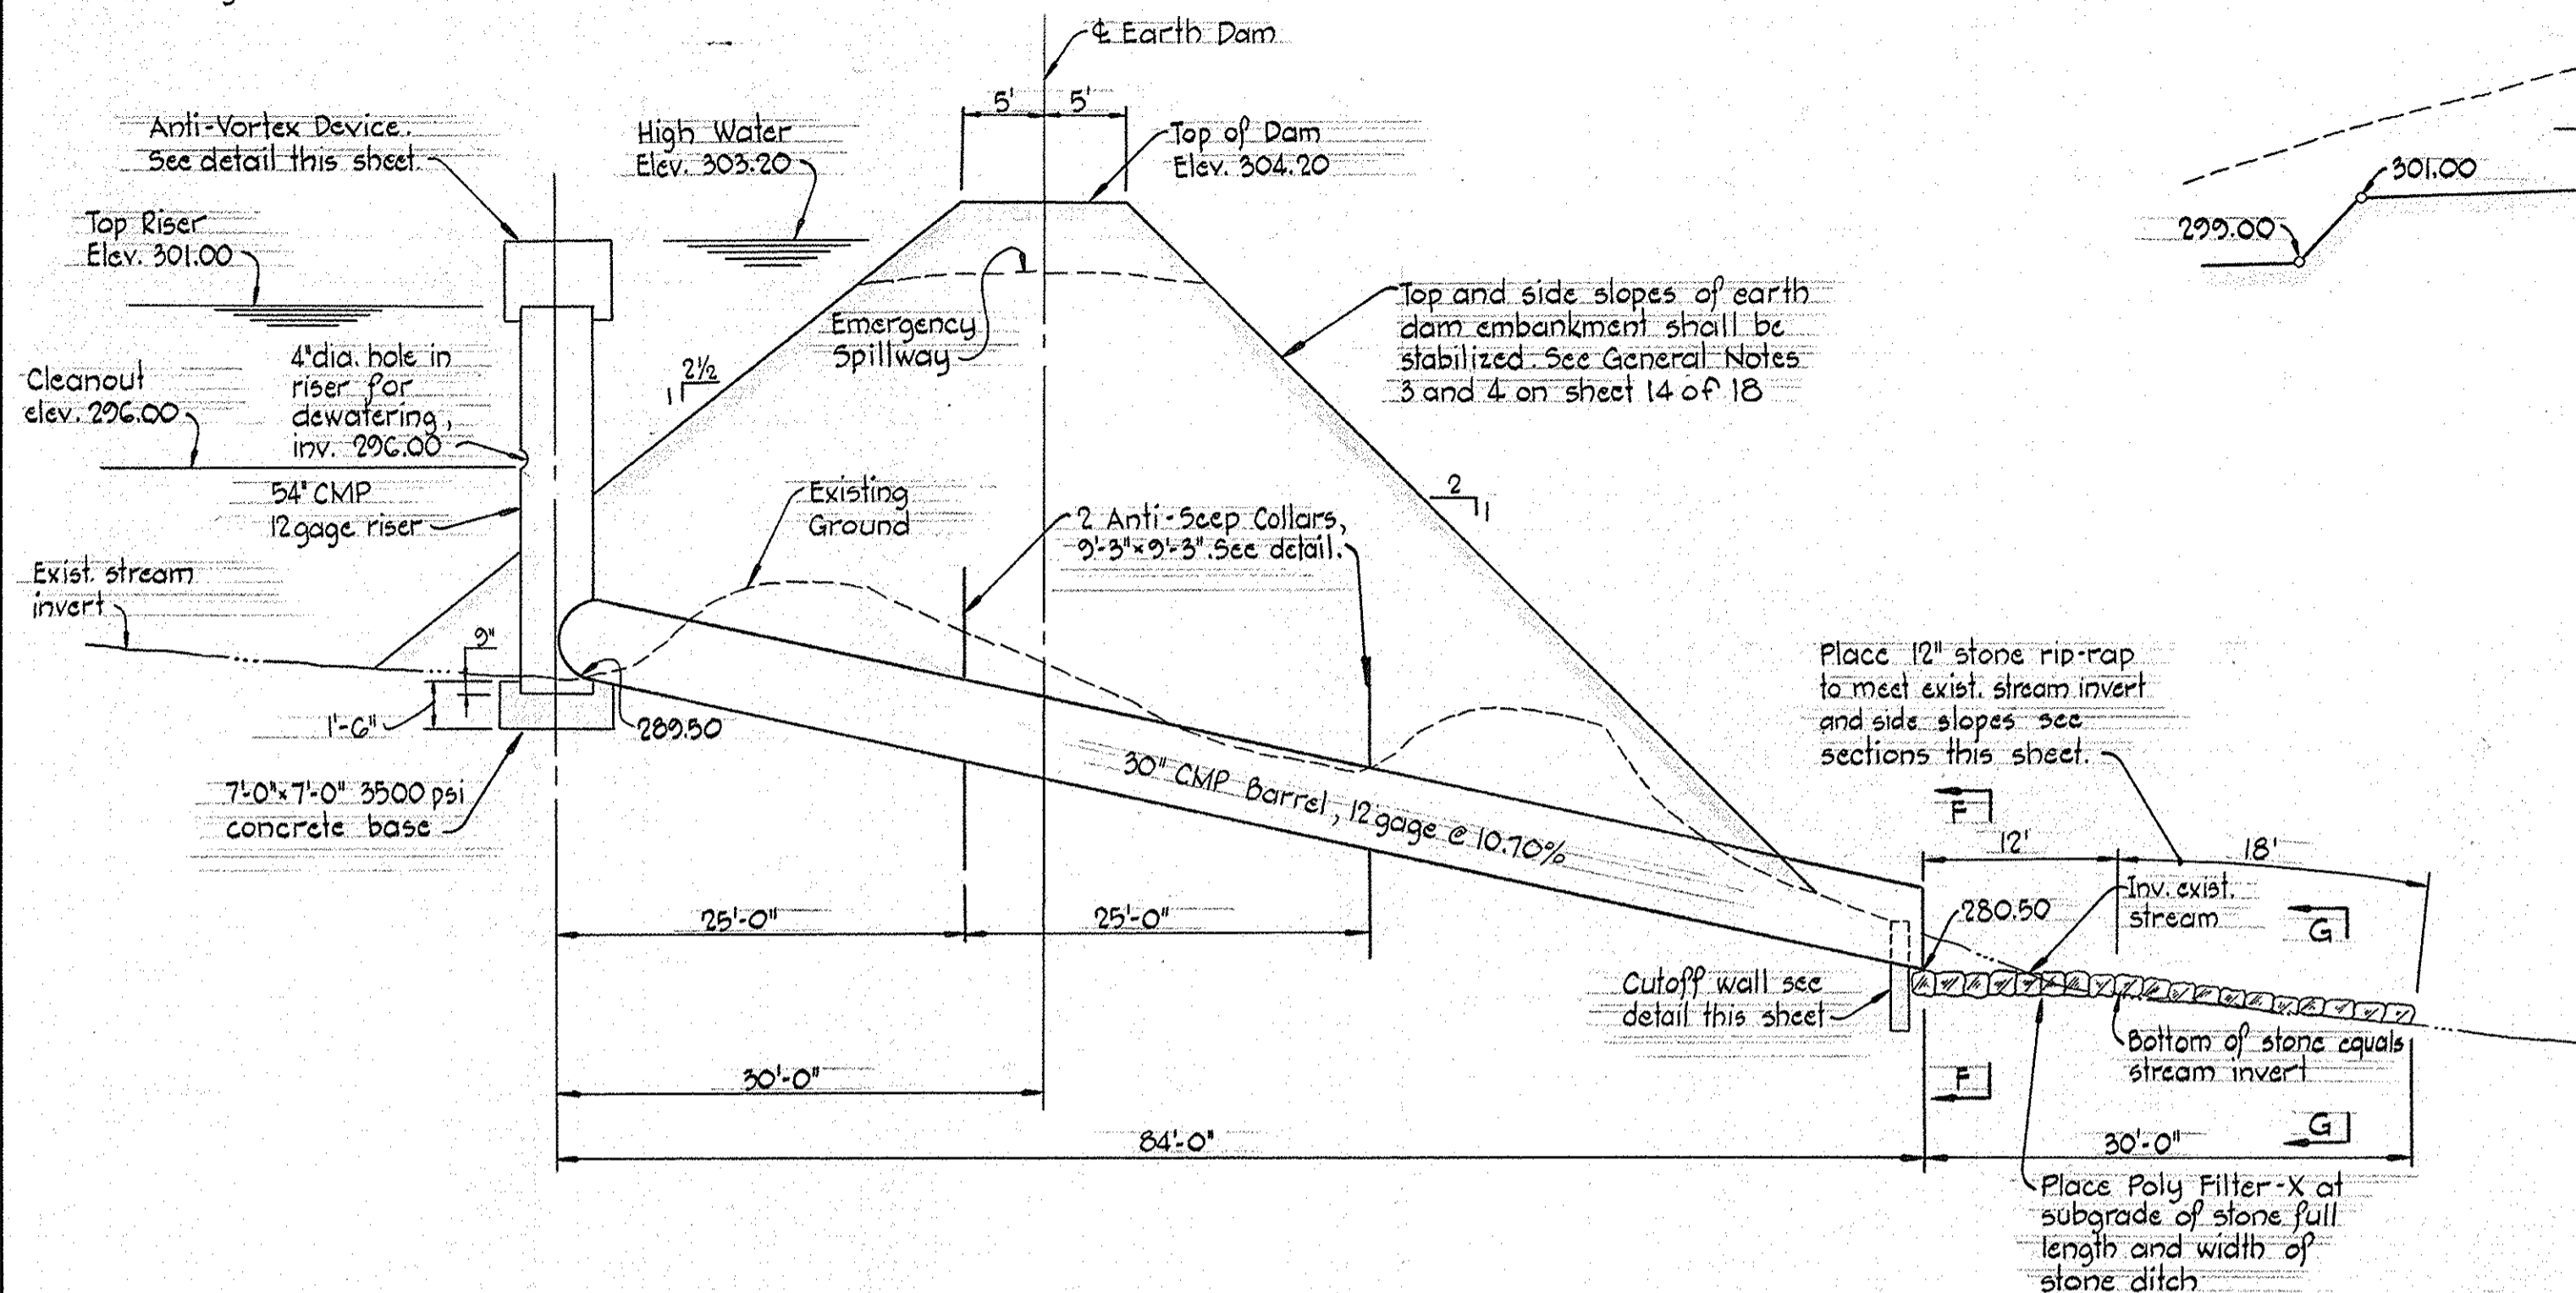 ℄ Earth Dam
5' 5'
Anti-Vortex Device.
See detail this sheet.
High Water
Elev. 303.20
Top of Dam
Elev. 304.20
301.00
299.00
Top Riser
Elev. 301.00
Emergency
Spillway
Top and side slopes of earth
dam embankment shall be
stabilized. See General Notes
3 and 4 on sheet 14 of 18
4"dia. hole in
riser for
dewatering,
inv. 296.00
Cleanout
elev. 296.00
2½
1
54" CMP
12 gage riser
Existing
Ground
2 Anti-Seep Collars,
9'-3"x9'-3". See detail.
2
1
Exist. stream
invert
9"
1'-6"
289.50
7'-0"x7'-0" 3500 psi
concrete base
30" CMP Barrel, 12 gage @ 10.70%
Place 12" stone rip-rap
to meet exist. stream invert
and side slopes see
sections this sheet.
F
12'
18'
Inv. exist.
stream
G
280.50
25'-0"
25'-0"
Cutoff wall see
detail this sheet
Bottom of stone equals
stream invert
30'-0"
F
G
84'-0"
30'-0"
Place Poly Filter-X at
subgrade of stone full
length and width of
stone ditch